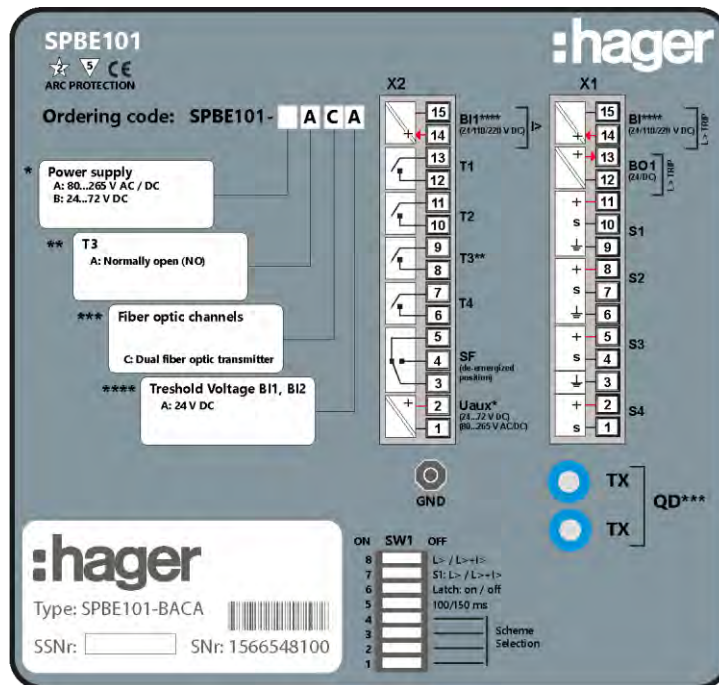 SPBE101
:hager
2 5 CE
ARC PROTECTION
Ordering code: SPBE101- A C A
* Power supply
A: 80...265 V AC / DC
B: 24...72 V DC
** T3
A: Normally open (NO)
*** Fiber optic channels
C: Dual fiber optic transmitter
**** Treshold Voltage BI1, BI2
A: 24 V DC
X2
15 BI1****
+ 14 (24/110/220 V DC) I>
13 T1
12
11 T2
10
9 T3**
8
7 T4
6
5
4 SF
(de-energized
3 position)
+ 2 Uaux*
(24...72 V DC)
1 (80...265 V AC/DC)
GND
X1
15 BI****
+ 14 (24/110/220 V DC) L> TRIP
+ 13 BO1
12 (24/DC) L> TRIP
+ 11
S 10 S1
9
+ 8 S2
S 7
6
+ 5 S3
S 4
3
+ 2 S4
S 1
TX
TX
QD***
ON SW1 OFF
8 L> / L>+I>
7 S1: L> / L>+I>
6 Latch: on / off
5 100/150 ms
4
3 Scheme
2 Selection
1
:hager
Type: SPBE101-BACA
SSNr: SNr: 1566548100